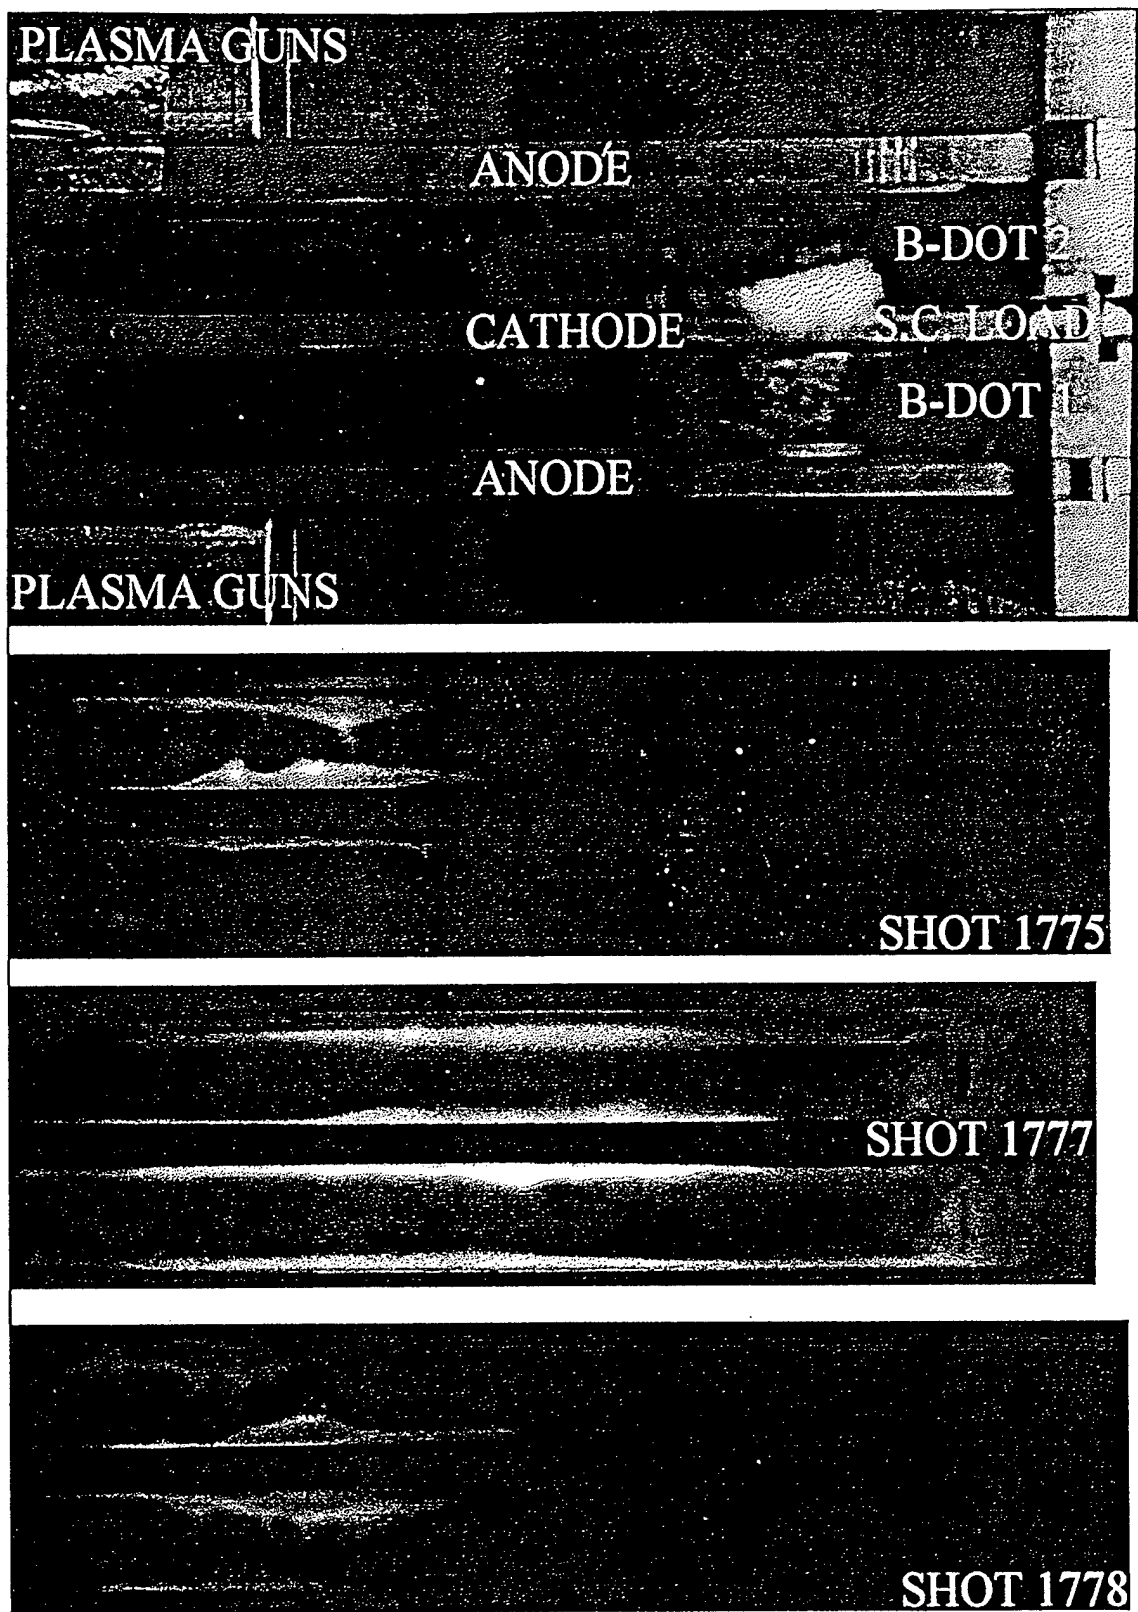 PLASMA GUNS
ANODE
B-DOT 2
CATHODE
S.C. LOAD
B-DOT 1
ANODE
PLASMA GUNS
SHOT 1775
SHOT 1777
SHOT 1778